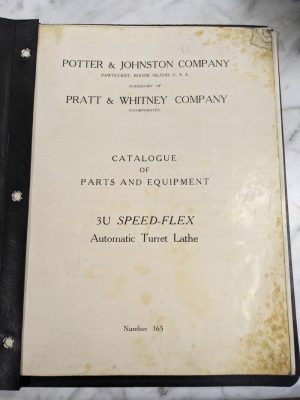 POTTER & JOHNSTON COMPANY
PAWTUCKET, RHODE ISLAND, U. S. A.
SUBSIDIARY OF
PRATT & WHITNEY COMPANY
INCORPORATED
CATALOGUE
OF
PARTS AND EQUIPMENT
3U SPEED-FLEX
Automatic Turret Lathe
Number 165